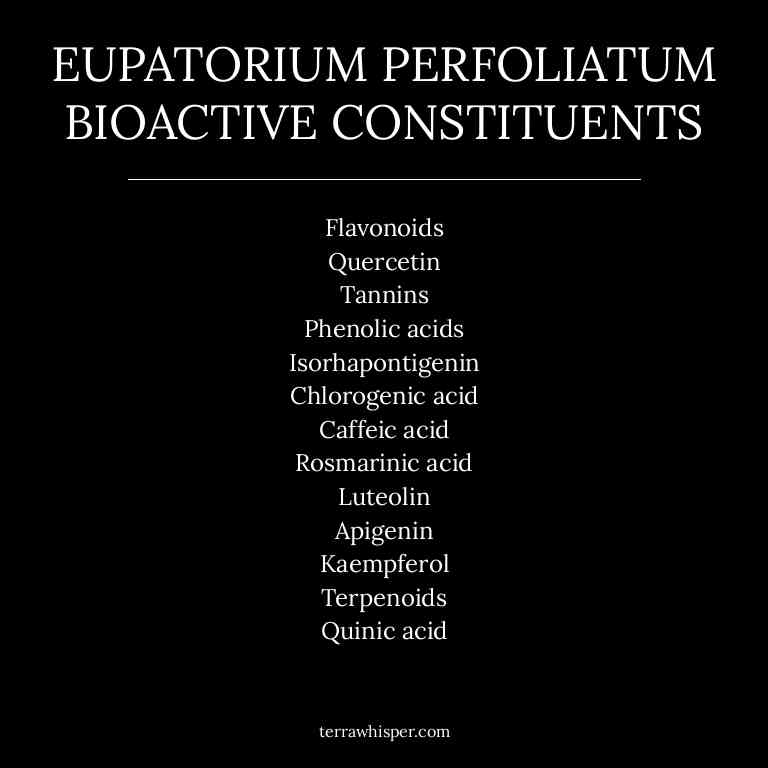 EUPATORIUM PERFOLIATUM
BIOACTIVE CONSTITUENTS
Flavonoids
Quercetin
Tannins
Phenolic acids
Isorhapontigenin
Chlorogenic acid
Caffeic acid
Rosmarinic acid
Luteolin
Apigenin
Kaempferol
Terpenoids
Quinic acid
terrawhisper.com